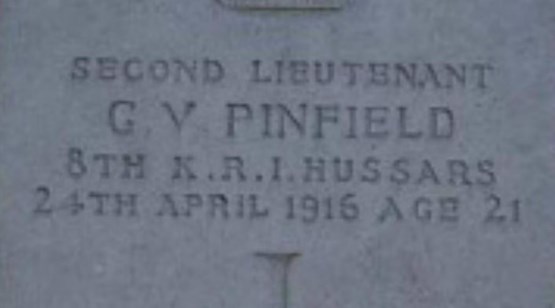 SECOND LIEUTENANT
G V PINFIELD
8TH K.R.I.HUSSARS
24TH APRIL 1916 AGE 21